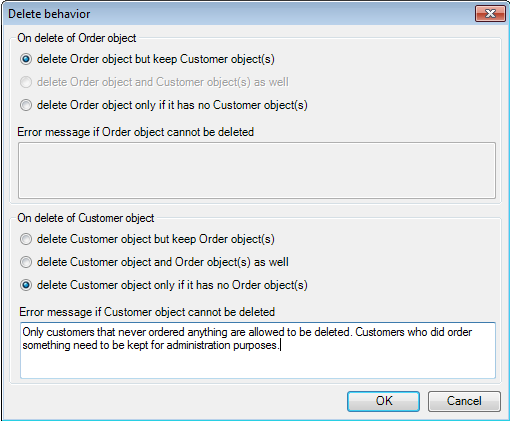 Delete behavior
On delete of Order object
delete Order object but keep Customer object(s)
delete Order object and Customer object(s) as well
delete Order object only if it has no Customer object(s)
Error message if Order object cannot be deleted
On delete of Customer object
delete Customer object but keep Order object(s)
delete Customer object and Order object(s) as well
delete Customer object only if it has no Order object(s)
Error message if Customer object cannot be deleted
Only customers that never ordered anything are allowed to be deleted. Customers who did order
something need to be kept for administration purposes.
OK Cancel